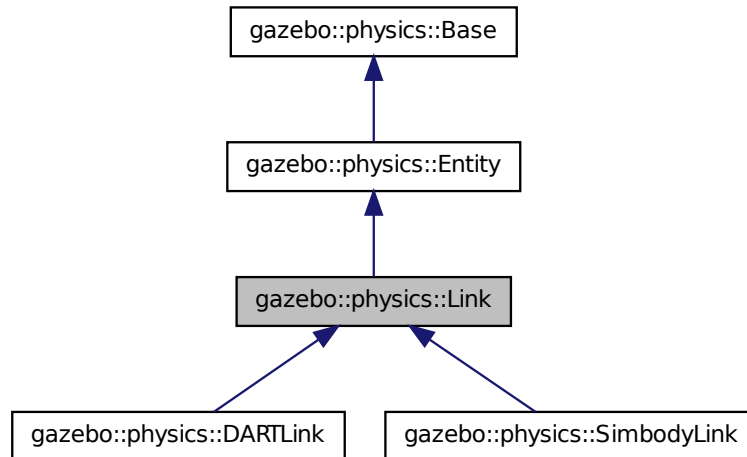 gazebo::physics::Base
gazebo::physics::Entity
gazebo::physics::Link
gazebo::physics::DARTLink
gazebo::physics::SimbodyLink